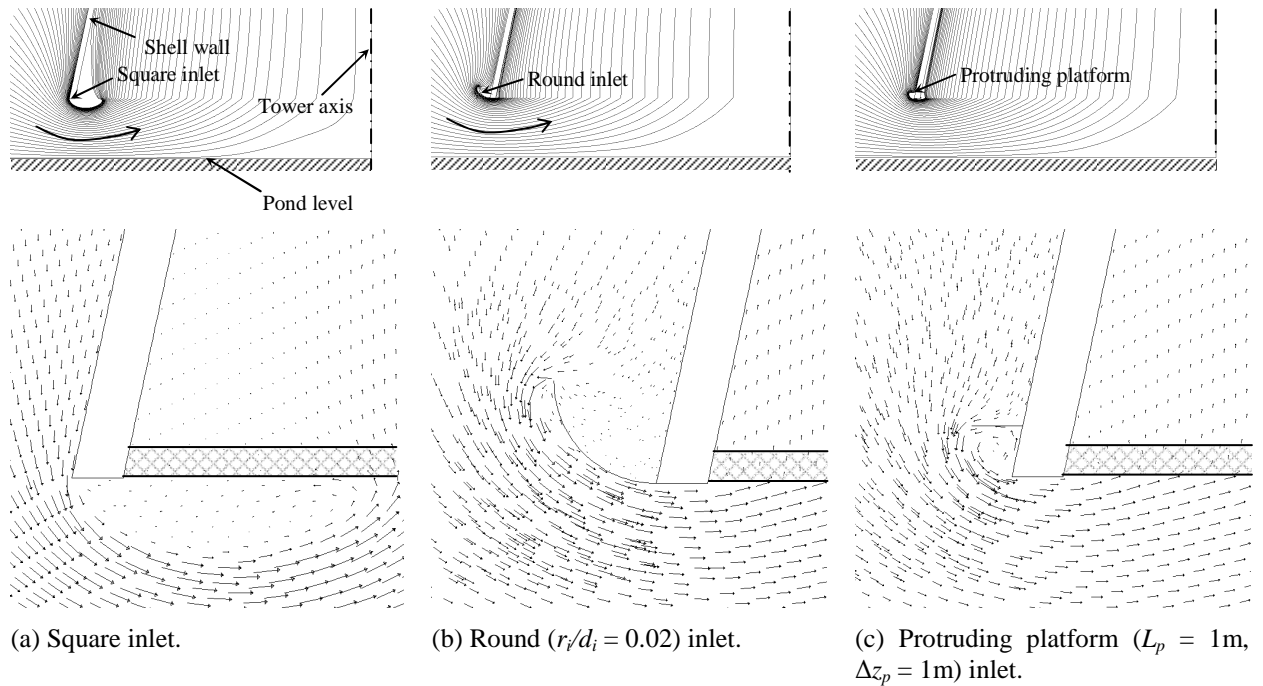 Shell wall
Square inlet
Tower axis
Pond level
Round inlet
Protruding platform
(a) Square inlet.
(b) Round (ri/di = 0.02) inlet.
(c) Protruding platform (Lp = 1m,
Δzp = 1m) inlet.